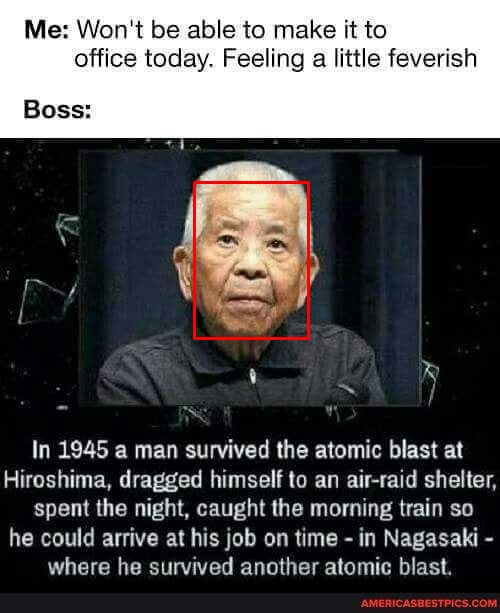 Me: Won't be able to make it to
office today. Feeling a little feverish
Boss:
In 1945 a man survived the atomic blast at
Hiroshima, dragged himself to an air-raid shelter,
spent the night, caught the morning train so
he could arrive at his job on time - in Nagasaki -
where he survived another atomic blast.
AMERICASBESTPICS.COM